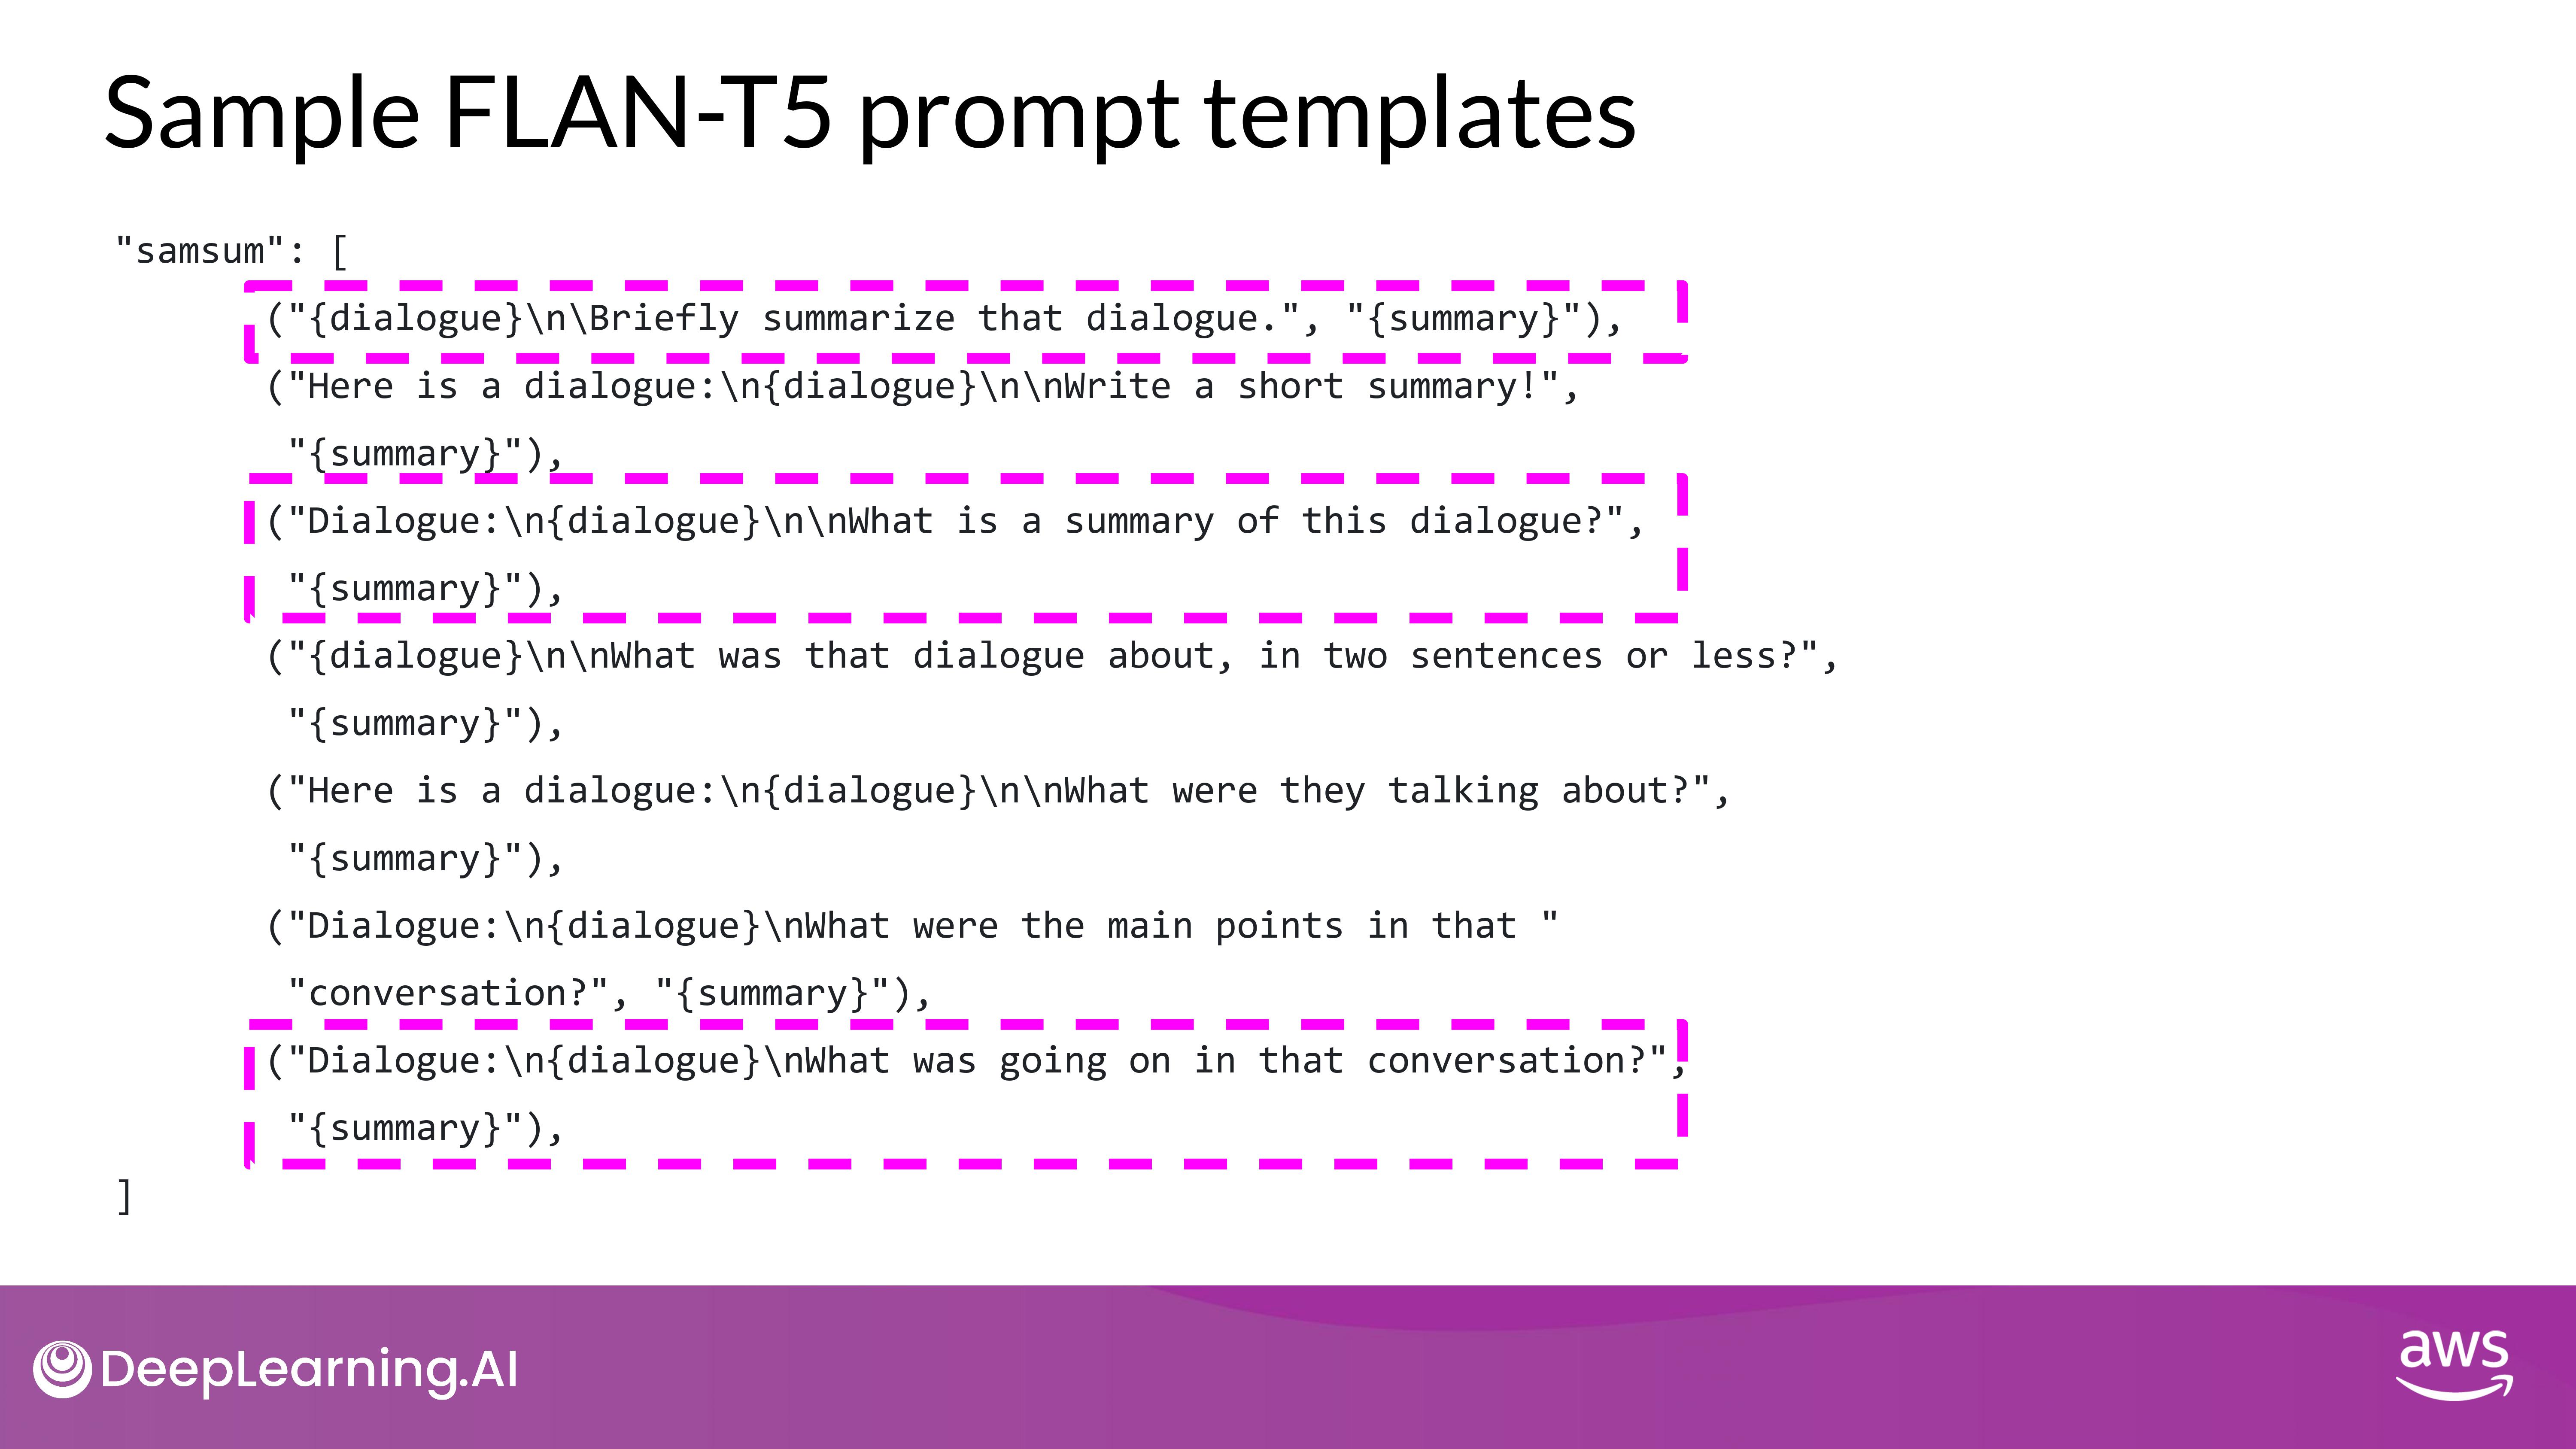 Sample FLAN-T5 prompt templates
"samsum": [
("{dialogue}\n\Briefly summarize that dialogue.", "{summary}"),
("Here is a dialogue:\n{dialogue}\n\nWrite a short summary!",
"{summary}"),
("Dialogue:\n{dialogue}\n\nWhat is a summary of this dialogue?",
"{summary}"),
("{dialogue}\n\nWhat was that dialogue about, in two sentences or less?",
"{summary}"),
("Here is a dialogue:\n{dialogue}\n\nWhat were they talking about?",
"{summary}"),
("Dialogue:\n{dialogue}\nWhat were the main points in that "
"conversation?", "{summary}"),
("Dialogue:\n{dialogue}\nWhat was going on in that conversation?",
"{summary}"),
]
DeepLearning.AI
aws